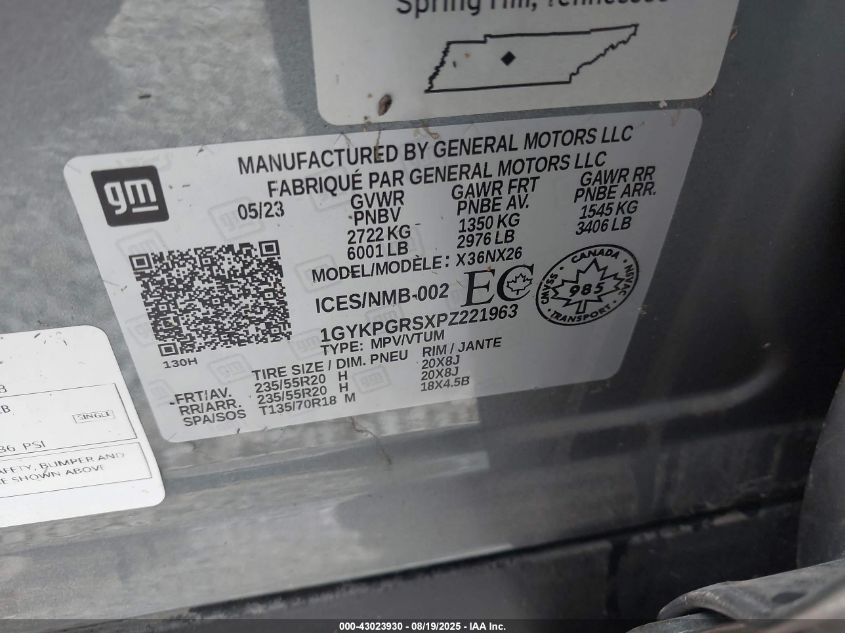 Spring Hill, Tennessee
MANUFACTURED BY GENERAL MOTORS LLC
FABRIQUÉ PAR GENERAL MOTORS LLC
gm
05/23
GVWR
PNBV
2722 KG
6001 LB
GAWR FRT
PNBE AV.
1350 KG
2976 LB
GAWR RR
PNBE ARR.
1545 KG
3406 LB
MODEL/MODÈLE: X36NX26
ICES/NMB-002 EC
CANADA
985
TRANSPORT
1GYKPGRSXPZ221963
TYPE: MPV/VTUM
130H
TIRE SIZE / DIM. PNEU RIM / JANTE
FRT/AV. 235/55R20 H 20X8J
RR/ARR. 235/55R20 H 20X8J
SPA/SOS T135/70R18 M 18X4.5B
SINGLE
36 PSI
BUMPER AND
SHOWN ABOVE
000-43023930 - 08/19/2025 - IAA Inc.